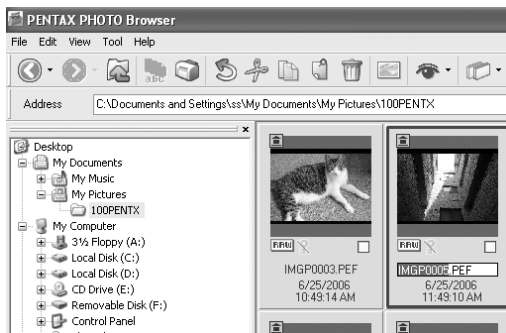 PENTAX PHOTO Browser
File Edit View Tool Help
abc
Address C:\Documents and Settings\ss\My Documents\My Pictures\100PENTX
x
Desktop
My Documents
My Music
My Pictures
100PENTX
My Computer
3½ Floppy (A:)
Local Disk (C:)
Local Disk (D:)
CD Drive (E:)
Removable Disk (F:)
Control Panel
RAW
IMGP0003.PEF
6/25/2006
10:49:14 AM
RAW
IMGP0005.PEF
6/25/2006
11:49:10 AM